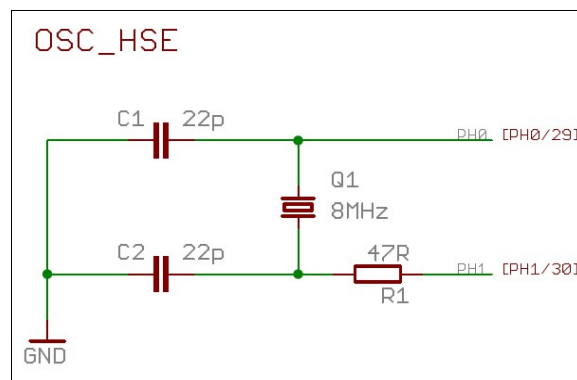 OSC_HSE
C1 22p
PH0 [PH0/29]
Q1
8MHz
C2 22p
47R
PH1 [PH1/30]
R1
GND